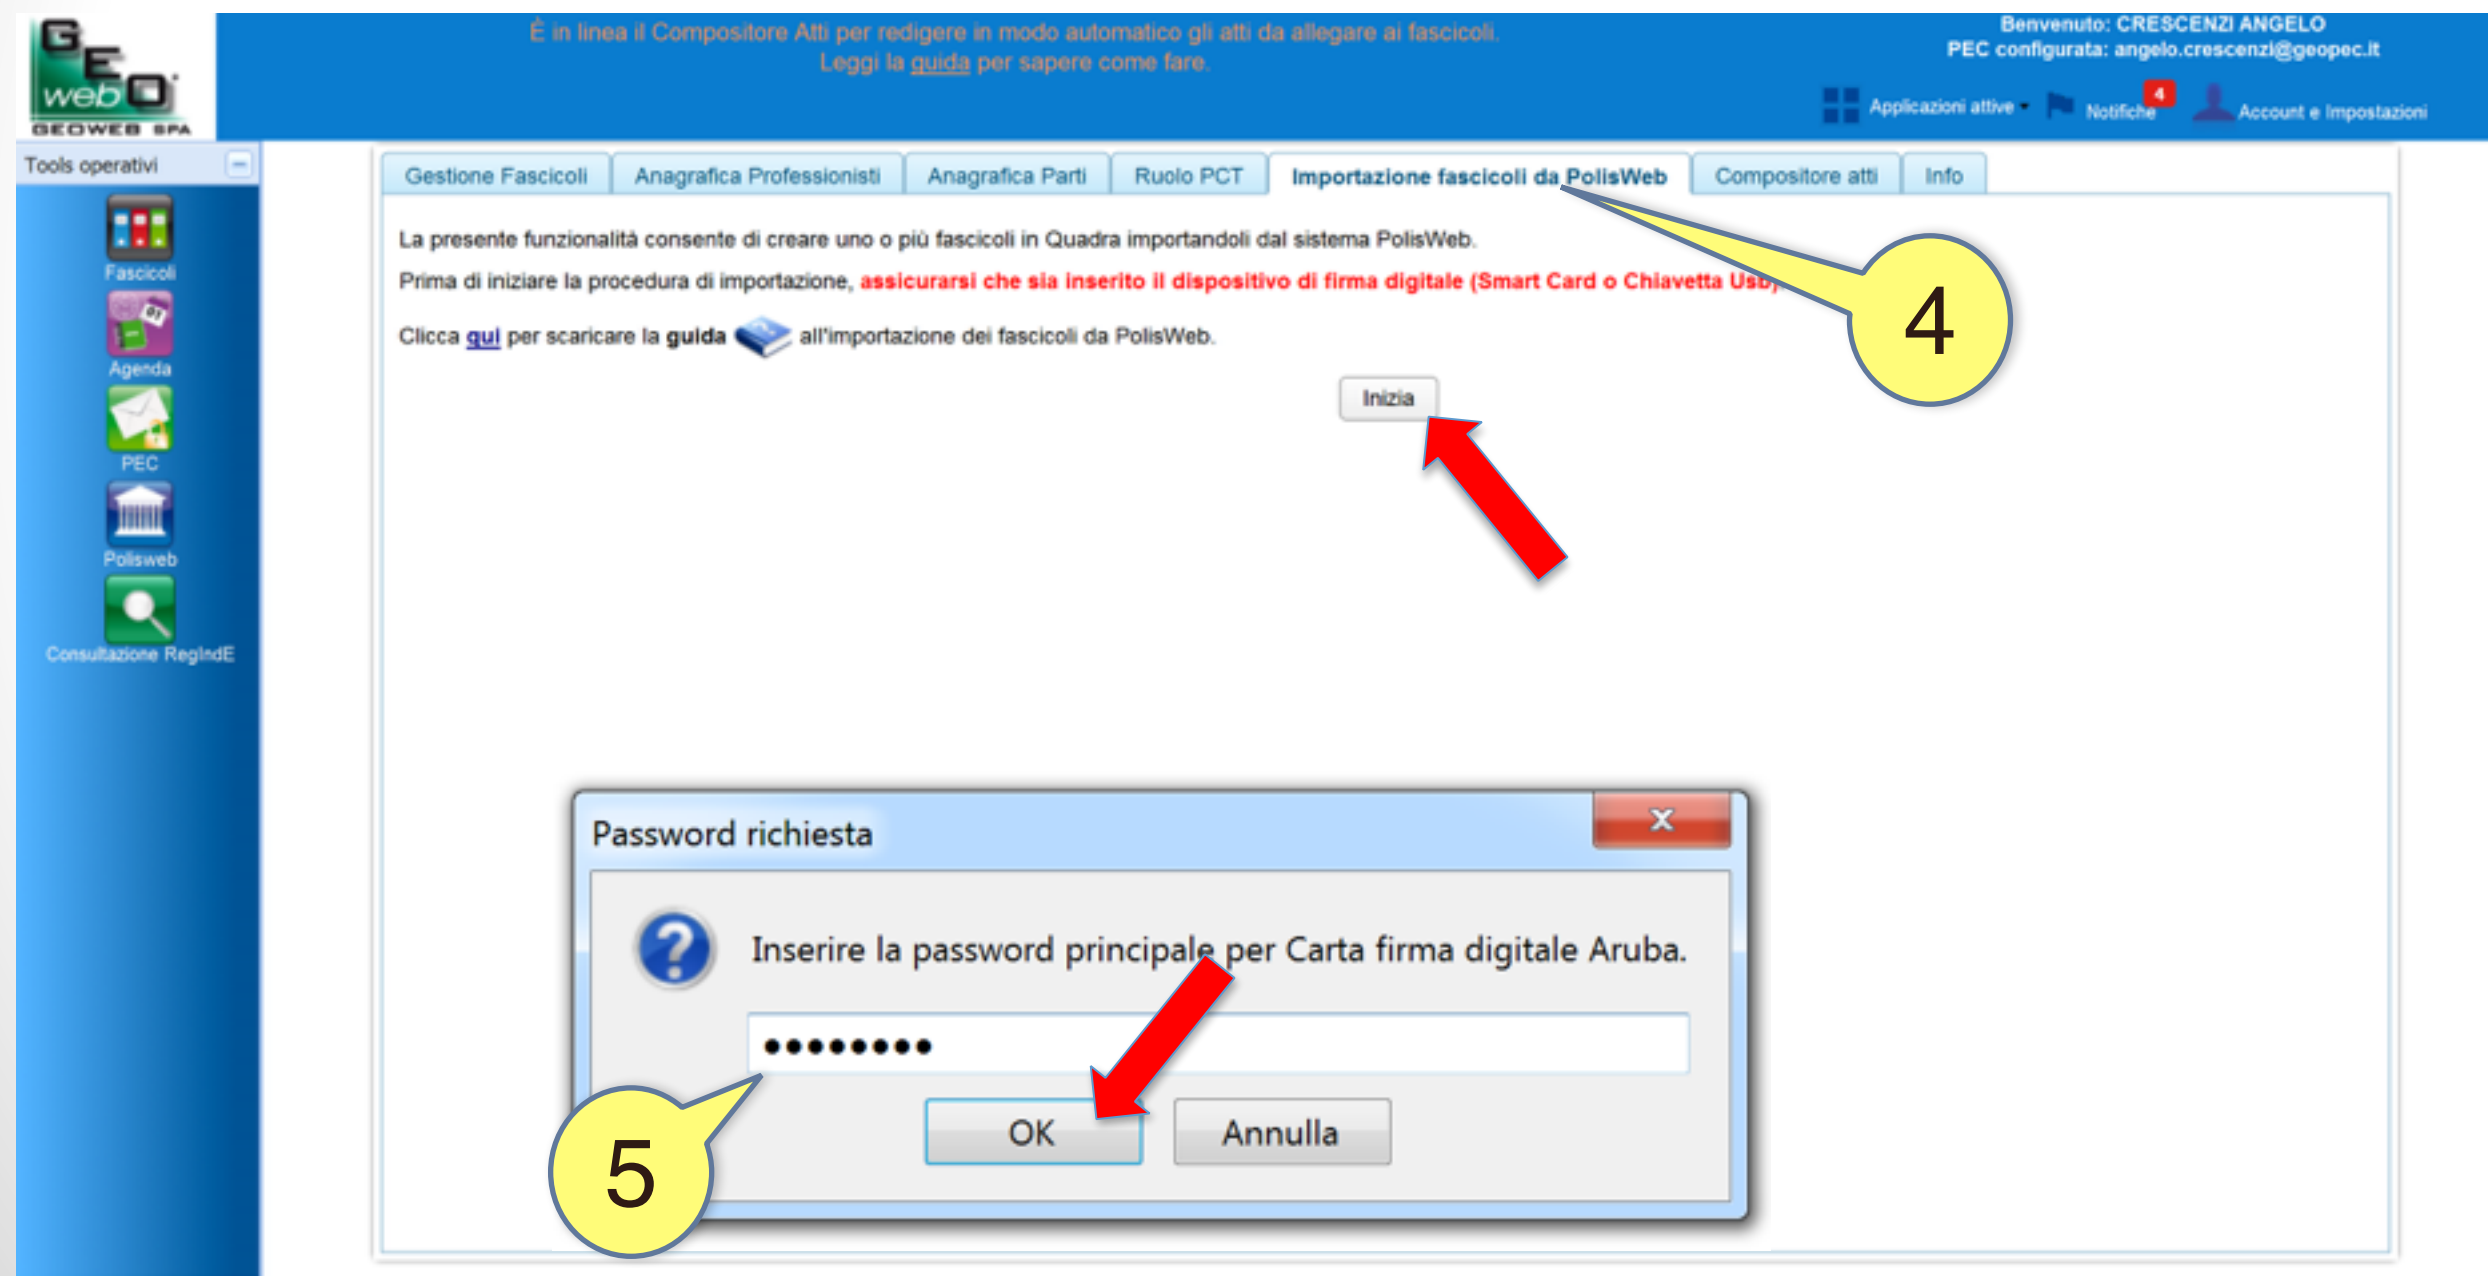 GEO
web
GEOWEB SPA
È in linea il Compositore Atti per redigere in modo automatico gli atti da allegare ai fascicoli.
Leggi la guida per sapere come fare.
Benvenuto: CRESCENZI ANGELO
PEC configurata: angelo.crescenzi@geopec.it
Applicazioni attive
Notifiche
4
Account e Impostazioni
Tools operativi
Fascicoli
Agenda
PEC
Polisweb
Consultazione RegIndE
Gestione Fascicoli
Anagrafica Professionisti
Anagrafica Parti
Ruolo PCT
Importazione fascicoli da PolisWeb
Compositore atti
Info
La presente funzionalità consente di creare uno o più fascicoli in Quadra importandoli dal sistema PolisWeb.
Prima di iniziare la procedura di importazione, assicurarsi che sia inserito il dispositivo di firma digitale (Smart Card o Chiavetta Usb).
Clicca qui per scaricare la guida all'importazione dei fascicoli da PolisWeb.
Inizia
4
Password richiesta
x
Inserire la password principale per Carta firma digitale Aruba.
●●●●●●●●
OK
Annulla
5